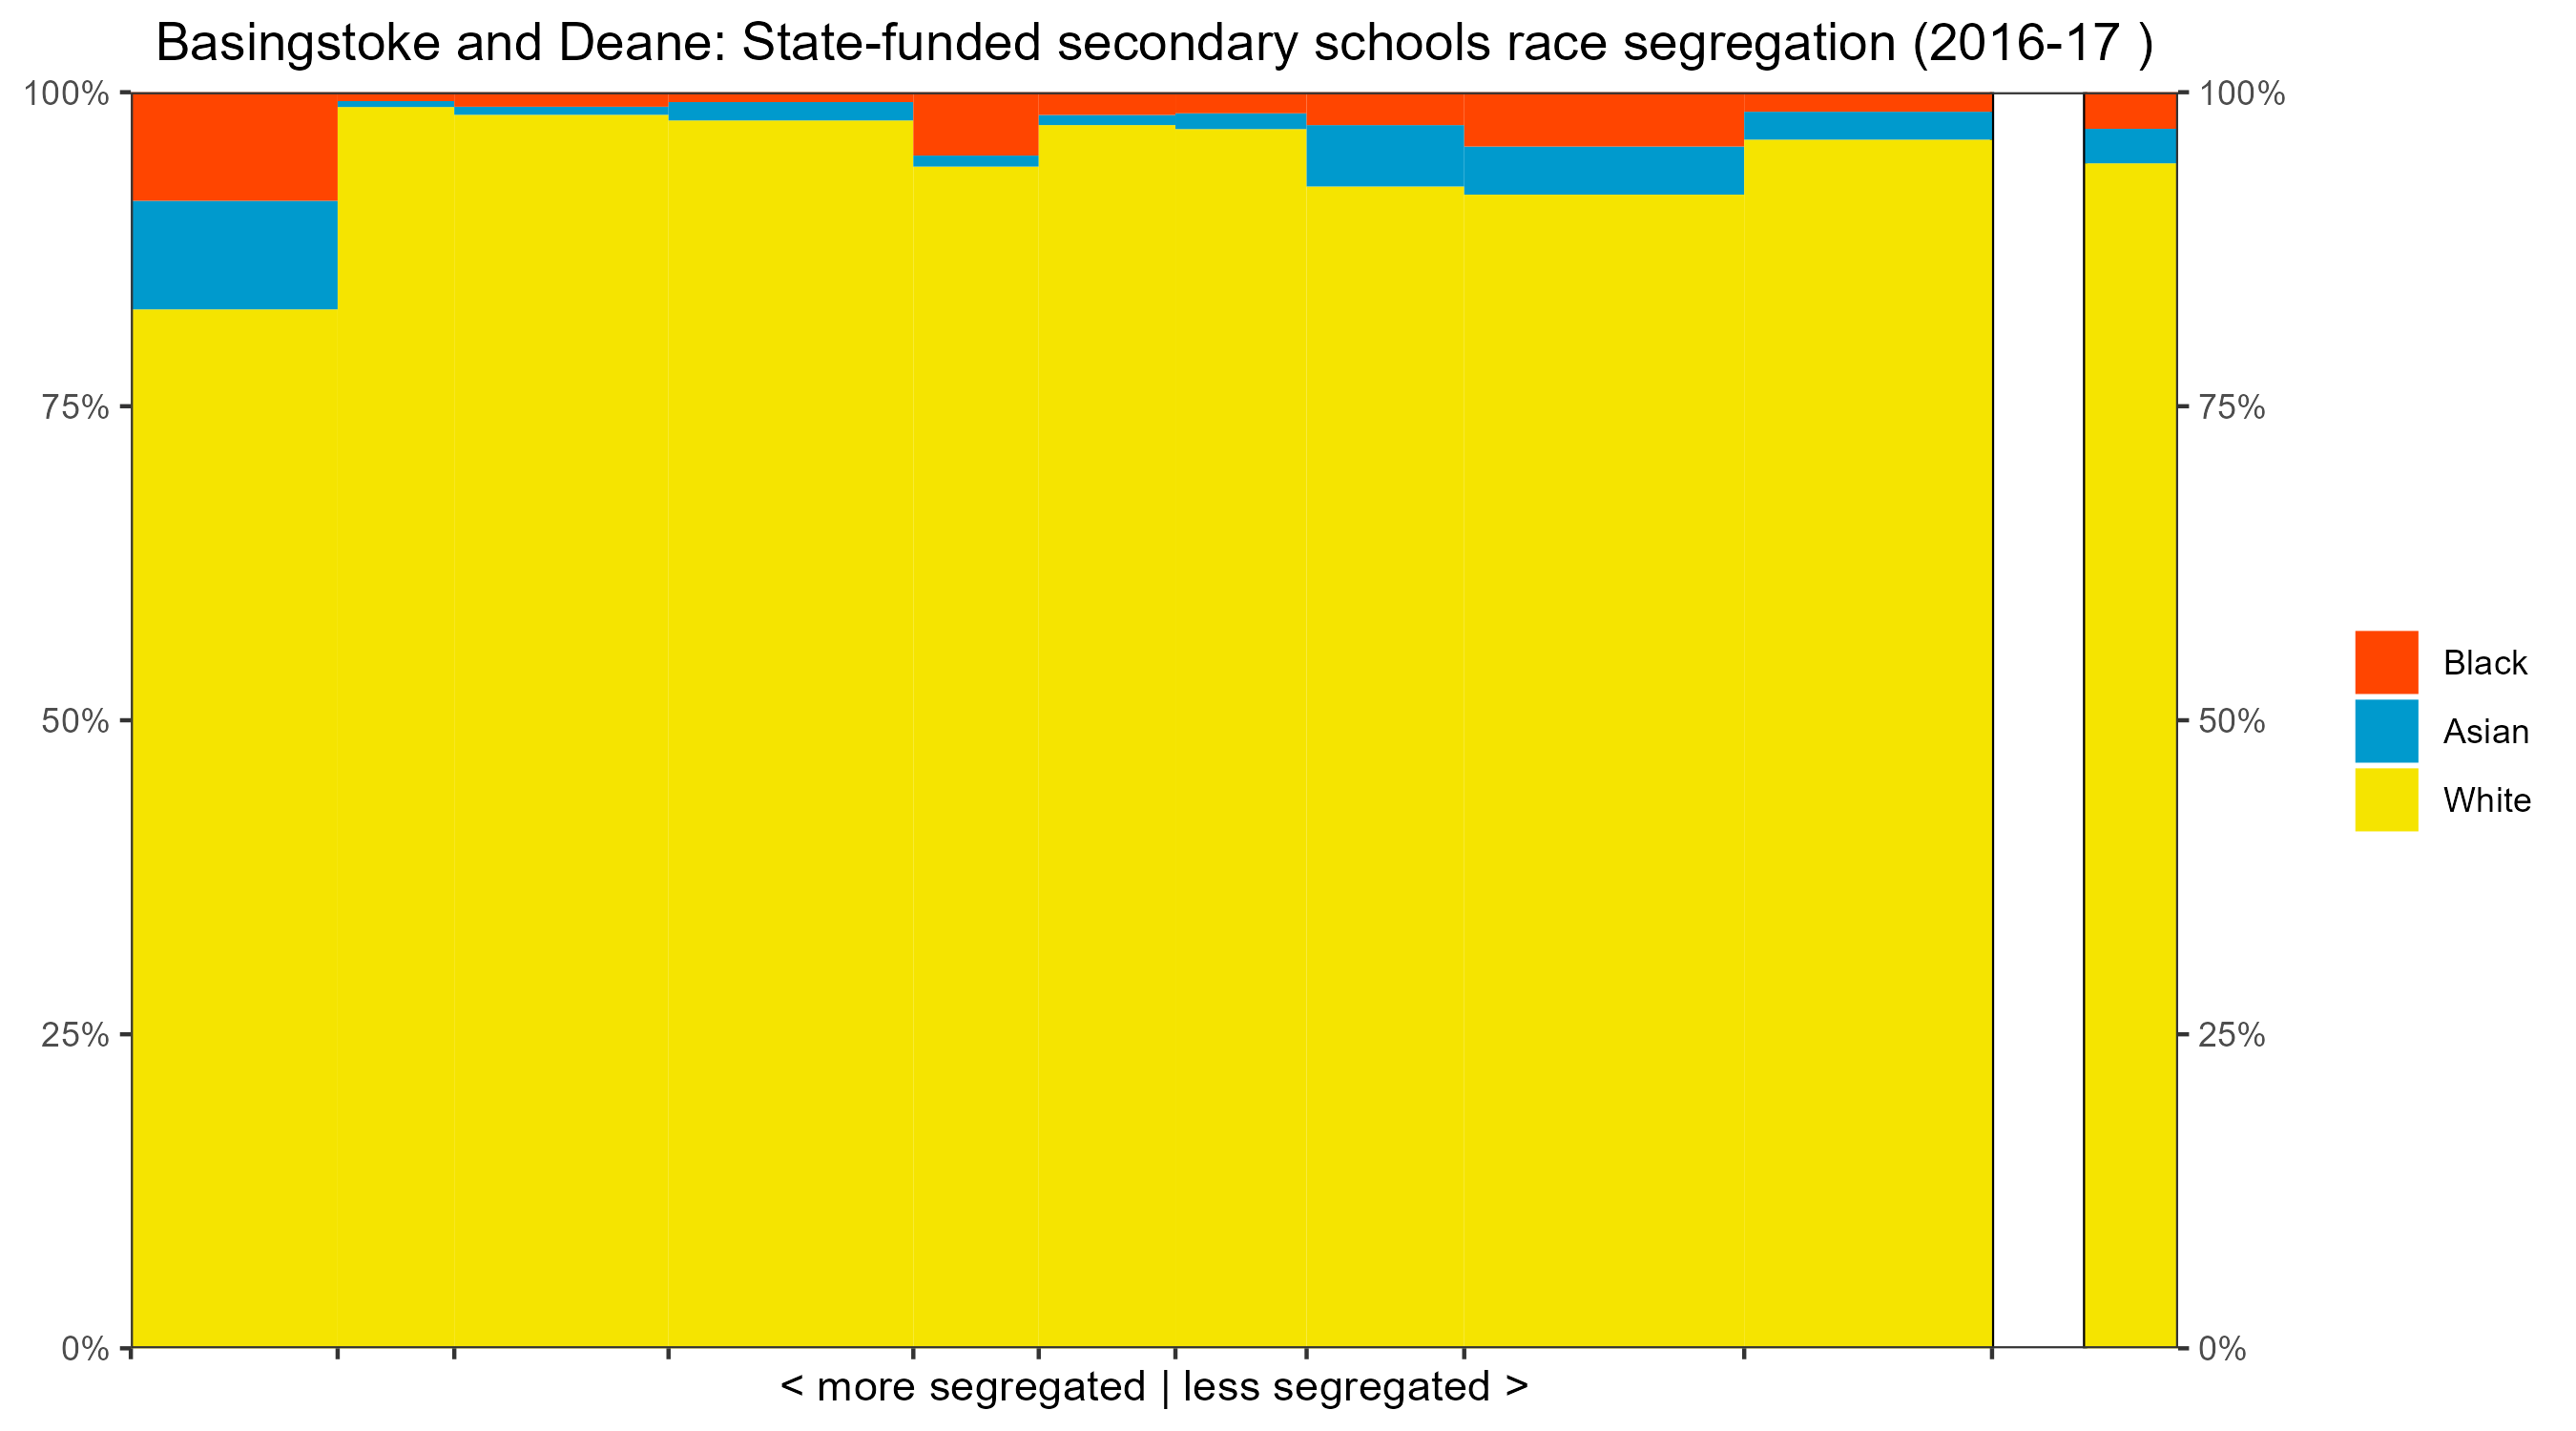 Basingstoke and Deane: State-funded secondary schools race segregation (2016-17 )
100%
75%
50%
25%
0%
100%
75%
50%
25%
0%
< more segregated | less segregated >
Black
Asian
White